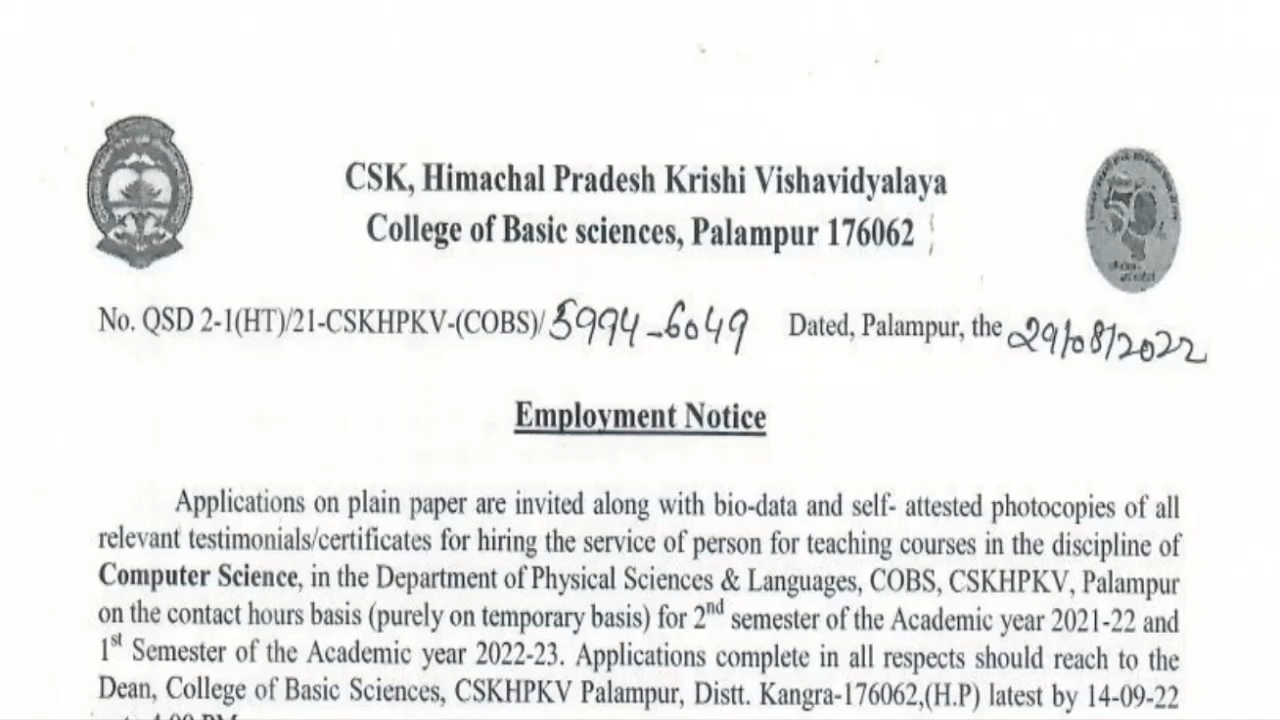 CSK, Himachal Pradesh Krishi Vishavidyalaya
College of Basic sciences, Palampur 176062
No. QSD 2-1(HT)/21-CSKHPKV-(COBS)/5994-6049 Dated, Palampur, the 29/08/2022
Employment Notice
Applications on plain paper are invited along with bio-data and self- attested photocopies of all
relevant testimonials/certificates for hiring the service of person for teaching courses in the discipline of
Computer Science, in the Department of Physical Sciences & Languages, COBS, CSKHPKV, Palampur
on the contact hours basis (purely on temporary basis) for 2nd semester of the Academic year 2021-22 and
1st Semester of the Academic year 2022-23. Applications complete in all respects should reach to the
Dean, College of Basic Sciences, CSKHPKV Palampur, Distt. Kangra-176062,(H.P) latest by 14-09-22